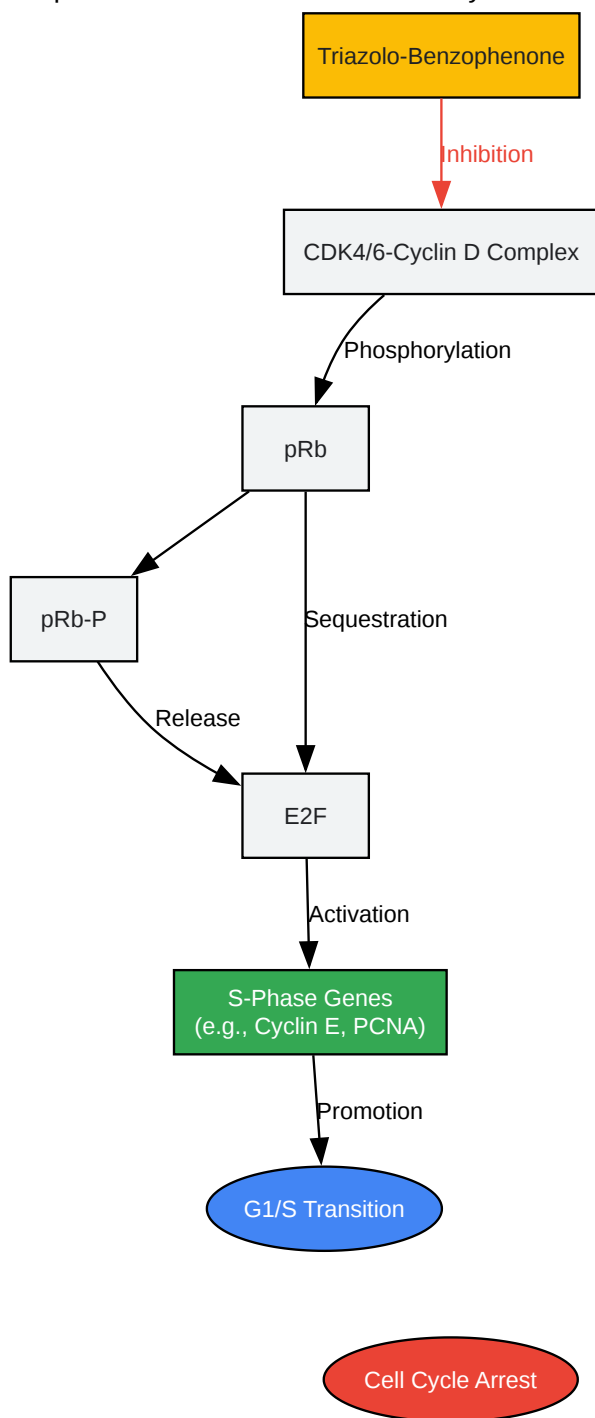 Triazolo-Benzophenone
Inhibition
CDK4/6-Cyclin D Complex
Phosphorylation
pRb
pRb-P
Sequestration
Release
E2F
Activation
S-Phase Genes
(e.g., Cyclin E, PCNA)
Promotion
G1/S Transition
Cell Cycle Arrest